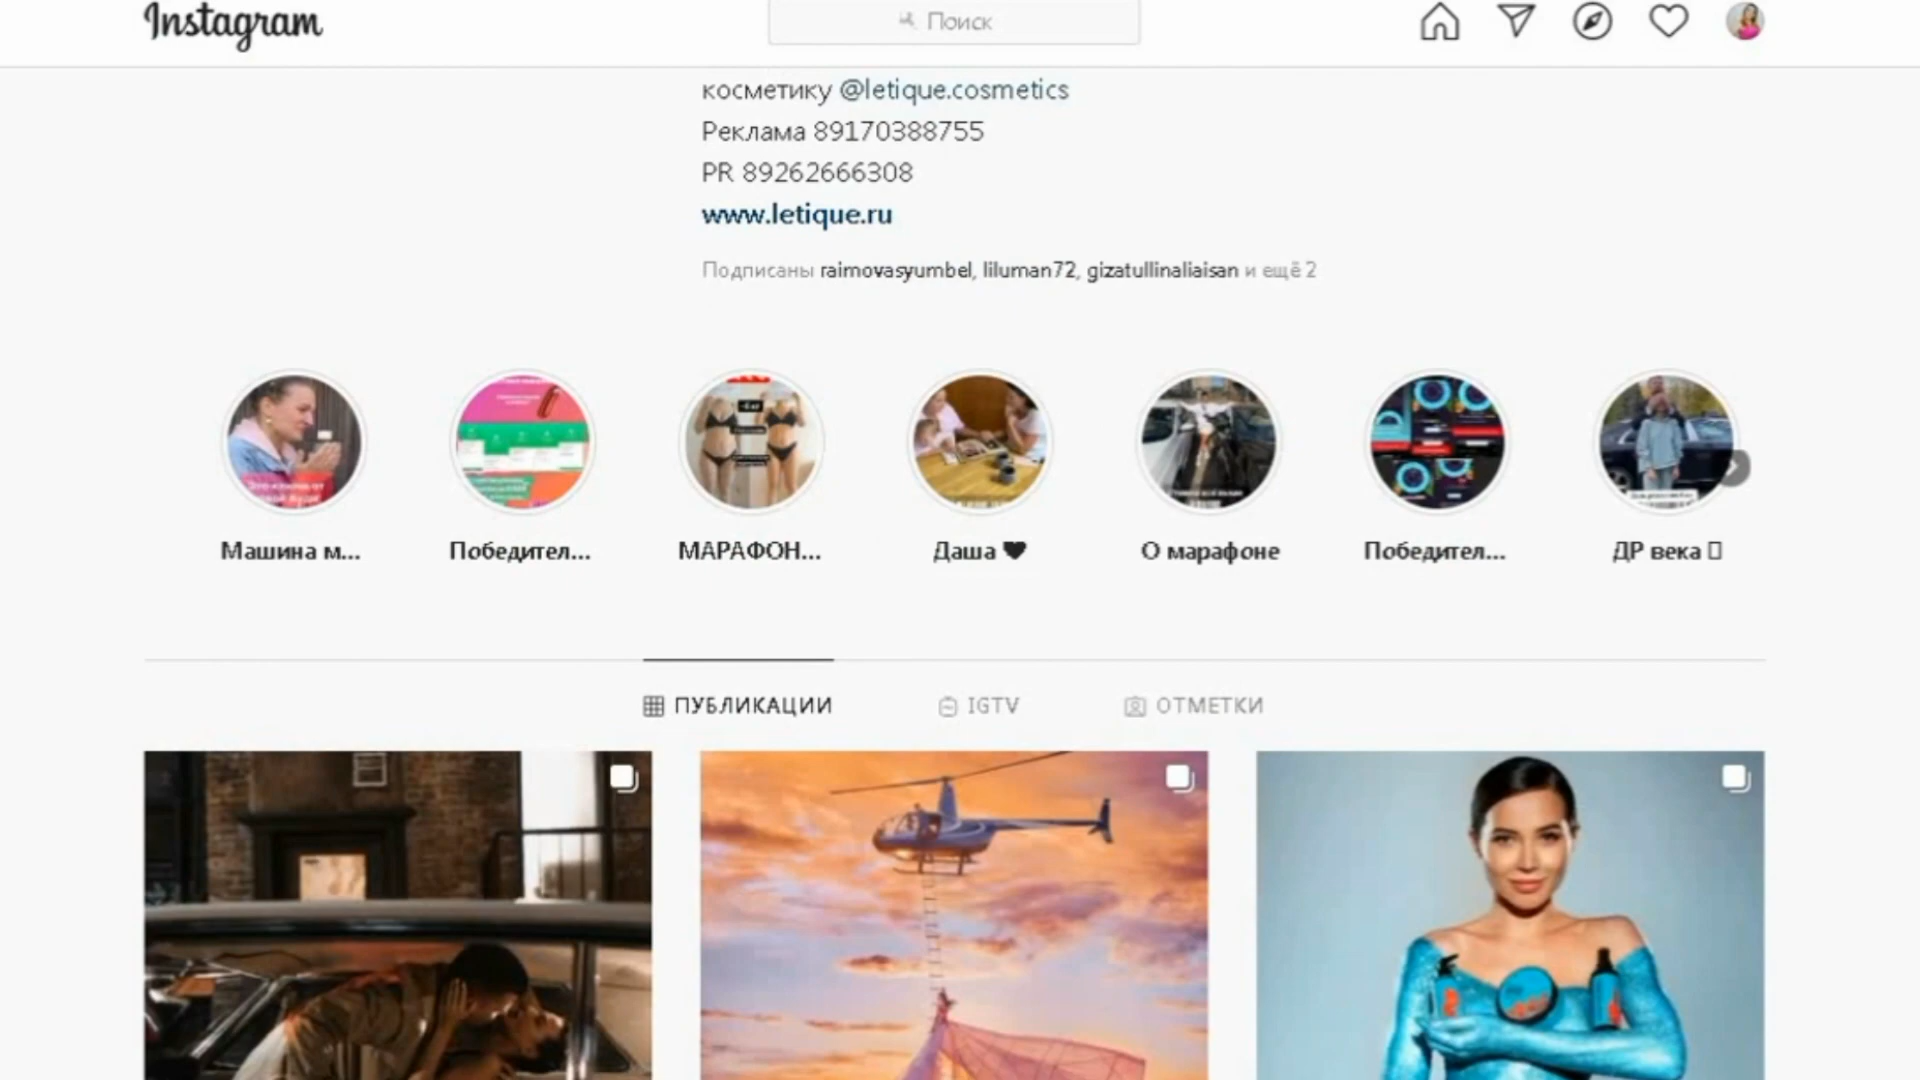 Instagram
Поиск
косметику @letique.cosmetics
Реклама 89170388755
PR 89262666308
www.letique.ru
Подписаны raimovasyumbel, liluman72, gizatullinaliaisan и ещё 2
Машина м...
Победител...
МАРАФОН...
Даша 🖤
О марафоне
Победител...
ДР века
ПУБЛИКАЦИИ
IGTV
ОТМЕТКИ